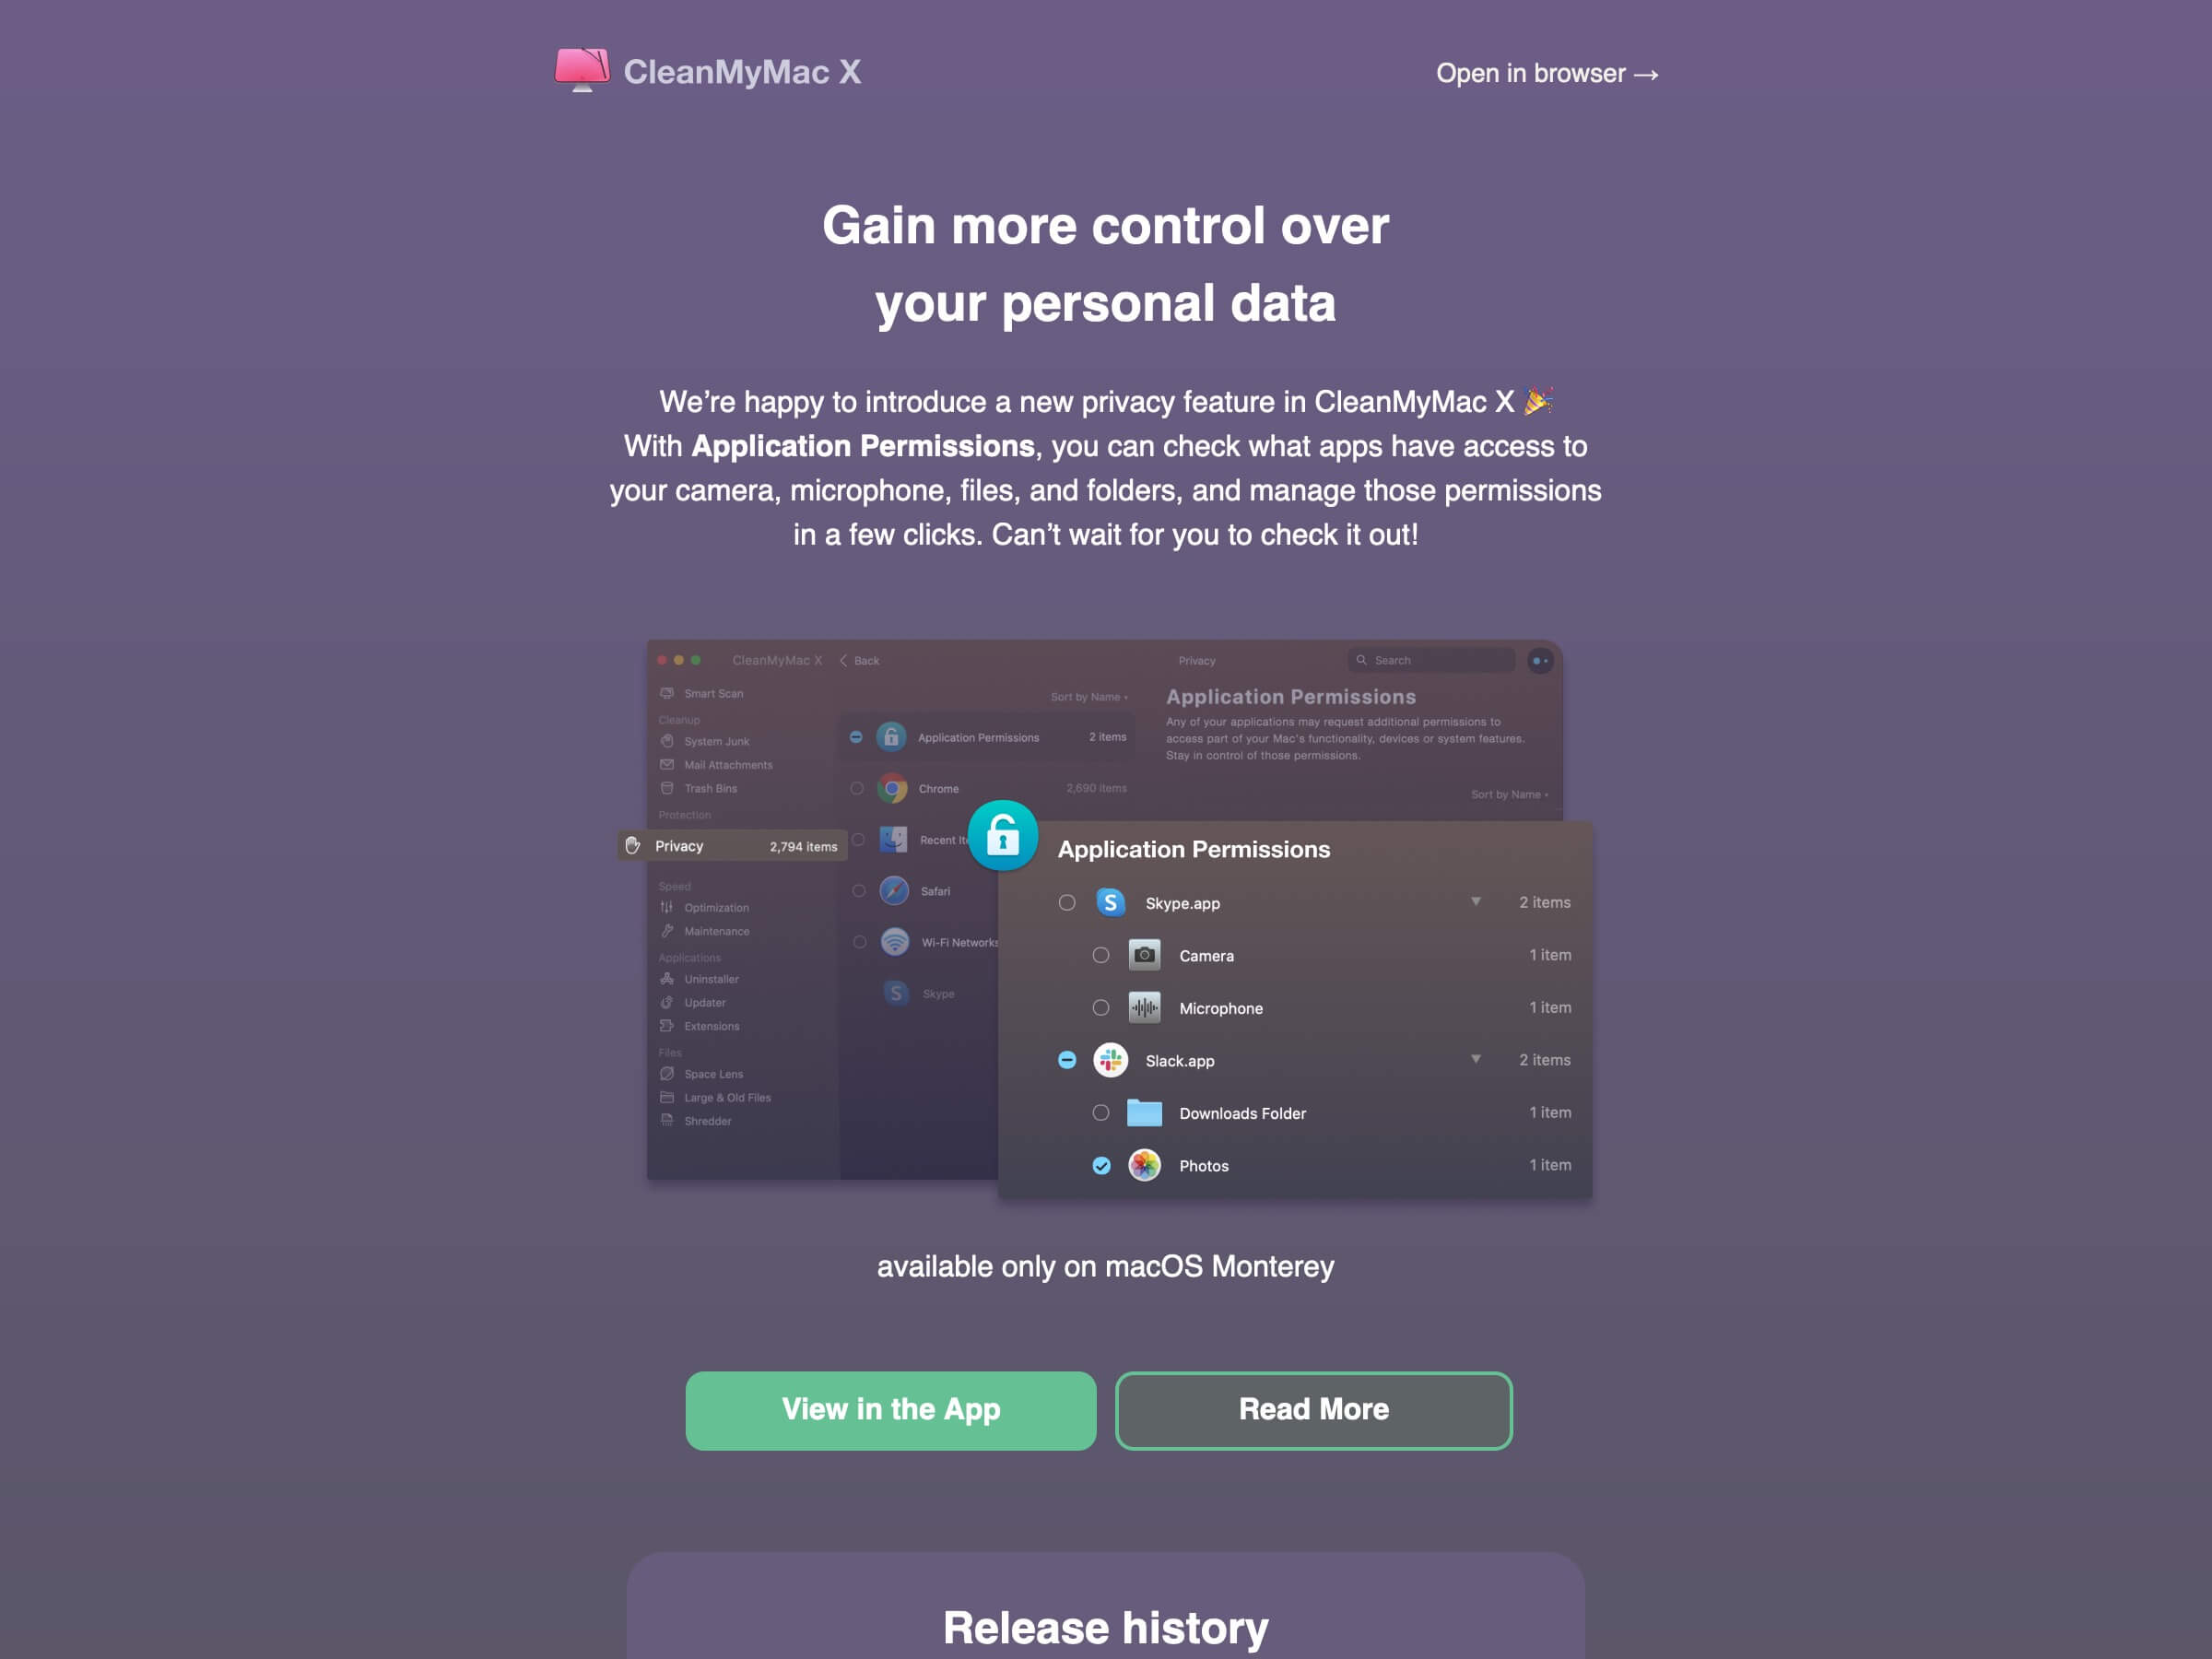 CleanMyMac X
Open in browser →
Gain more control over
your personal data
We’re happy to introduce a new privacy feature in CleanMyMac X 🎉
With Application Permissions, you can check what apps have access to
your camera, microphone, files, and folders, and manage those permissions
in a few clicks. Can’t wait for you to check it out!
CleanMyMac X
Back
Privacy
Search
Smart Scan
Cleanup
System Junk
Mail Attachments
Trash Bins
Protection
Privacy 2,794 items
Speed
Optimization
Maintenance
Applications
Uninstaller
Updater
Extensions
Files
Space Lens
Large & Old Files
Shredder
Sort by Name
Application Permissions 2 items
Chrome 2,690 items
Recent Ite
Safari
Wi-Fi Networks
Skype
Application Permissions
Any of your applications may request additional permissions to
access part of your Mac's functionality, devices or system features.
Stay in control of those permissions.
Sort by Name
Application Permissions
Skype.app 2 items
Camera 1 item
Microphone 1 item
Slack.app 2 items
Downloads Folder 1 item
Photos 1 item
available only on macOS Monterey
View in the App
Read More
Release history